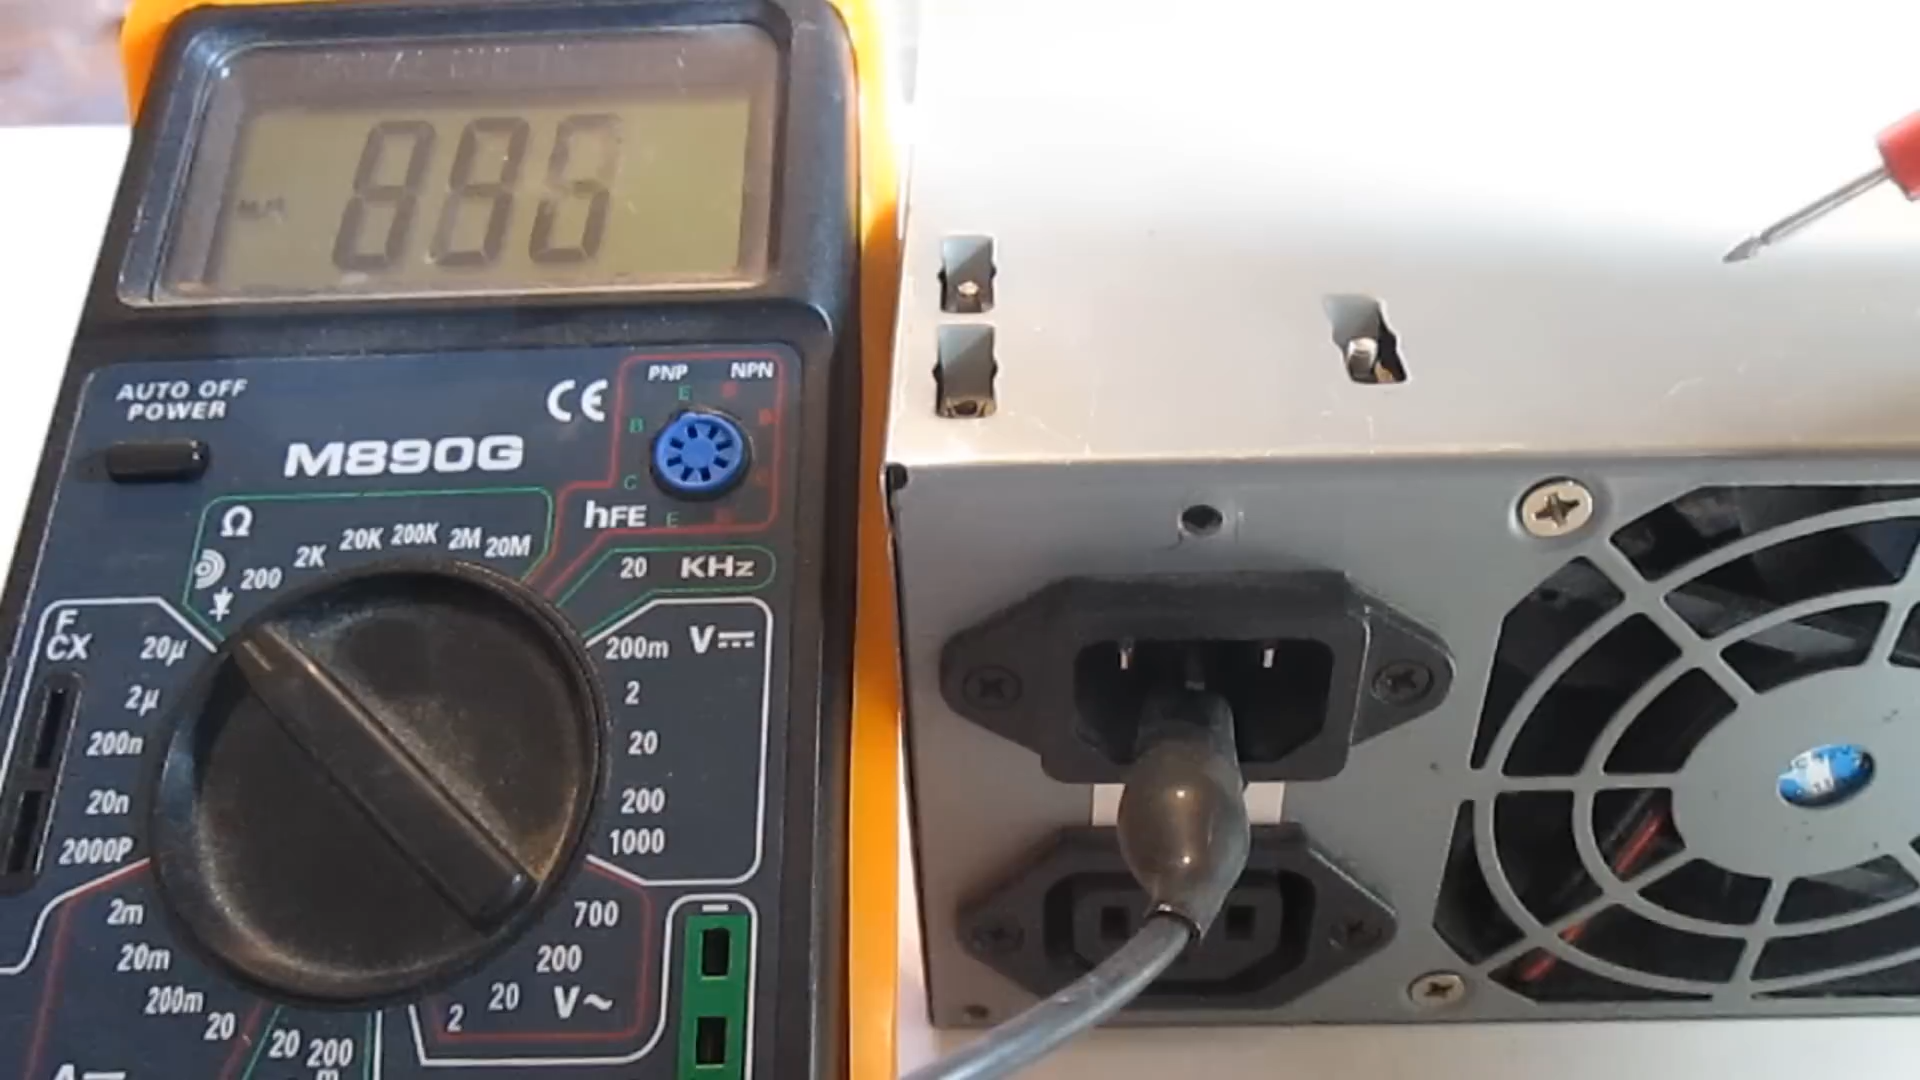 AUTO OFF
POWER
M890G
CE
PNP
NPN
E
B
C
E
hFE
Ω
200
2K
20K
200K
2M
20M
20 KHz
F
CX
20µ
2µ
200n
20n
2000P
200m
V
2
20
200
1000
2m
20m
200m
20
20
200
m
700
200
20
2
V~
A